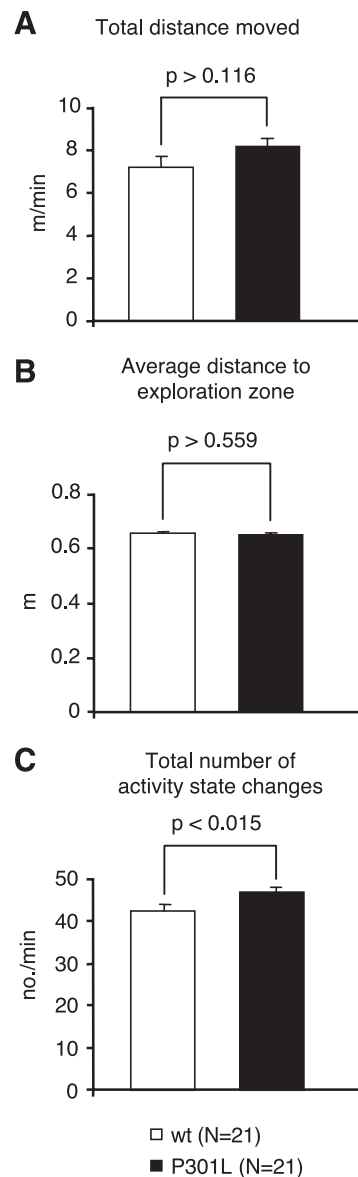 A Total distance moved
p > 0.116
10
8
6
4
2
0
m/min
B Average distance to
exploration zone
p > 0.559
0.8
0.6
0.4
0.2
0
m
C Total number of
activity state changes
p < 0.015
50
40
30
20
10
0
no./min
wt (N=21)
P301L (N=21)